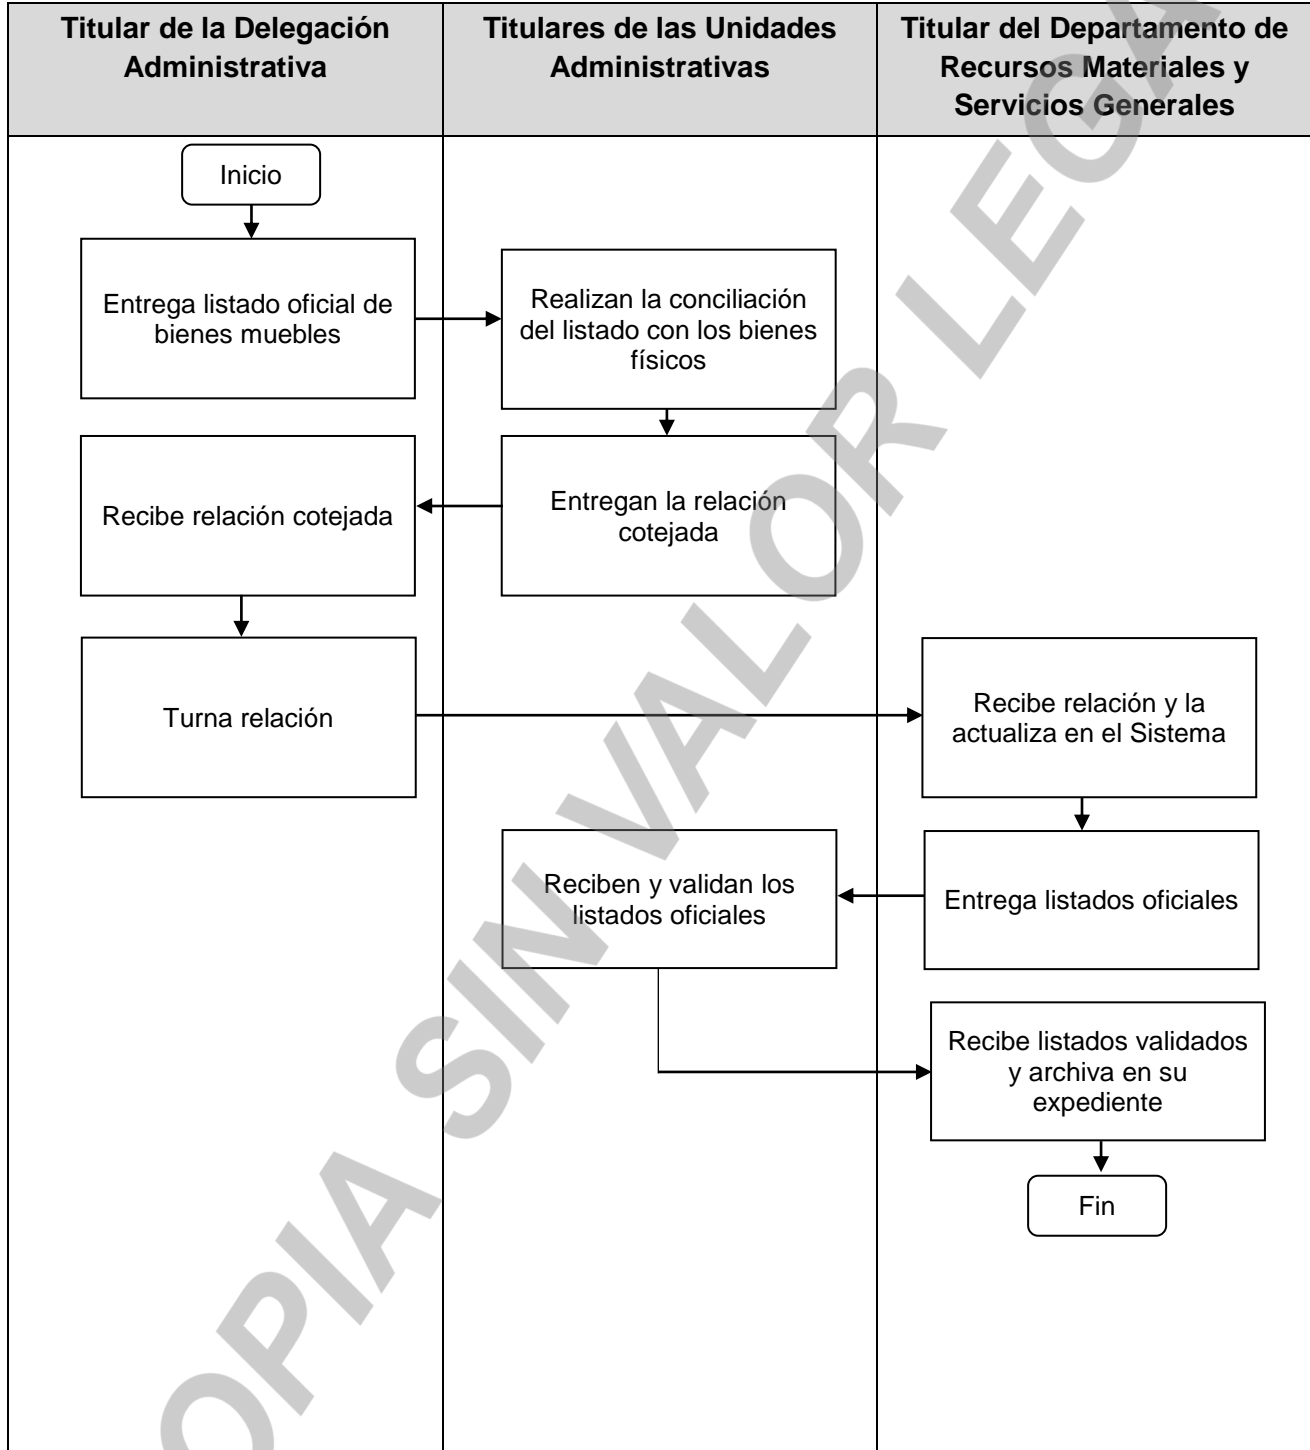 Titular de la Delegación
Administrativa
Titulares de las Unidades
Administrativas
Titular del Departamento de
Recursos Materiales y
Servicios Generales
Inicio
Entrega listado oficial de
bienes muebles
Realizan la conciliación
del listado con los bienes
físicos
Recibe relación cotejada
Entregan la relación
cotejada
Turna relación
Recibe relación y la
actualiza en el Sistema
Reciben y validan los
listados oficiales
Entrega listados oficiales
Recibe listados validados
y archiva en su
expediente
Fin
OPIA SIN VALOR LEGA